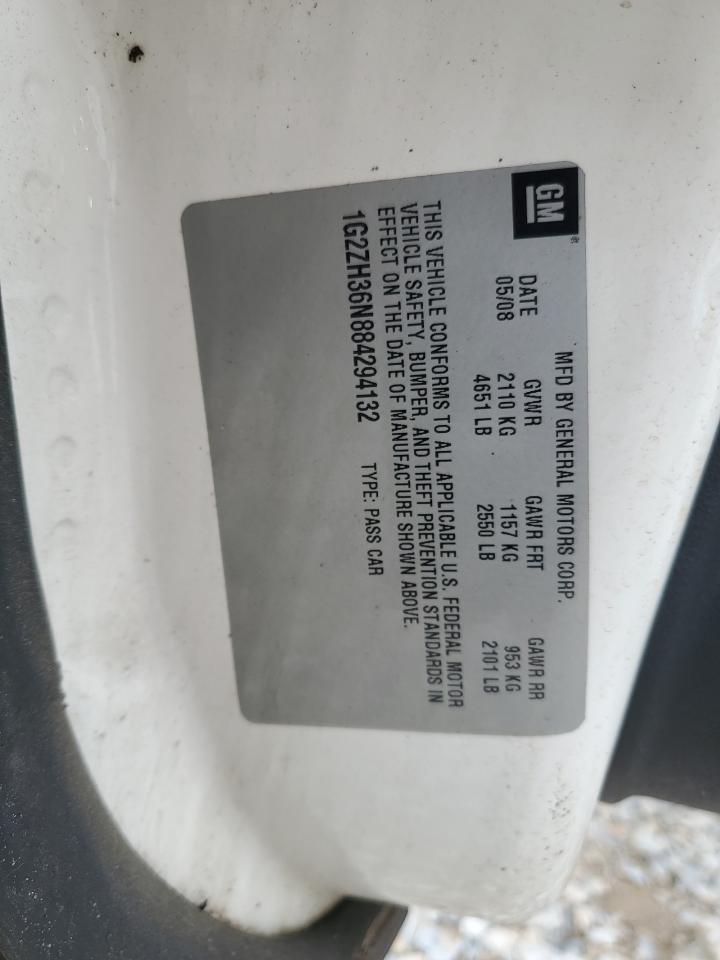 GM
MFD BY GENERAL MOTORS CORP.
DATE GVWR GAWR FRT GAWR RR
05/08 2110 KG 1157 KG 953 KG
4651 LB 2550 LB 2101 LB
THIS VEHICLE CONFORMS TO ALL APPLICABLE U.S. FEDERAL MOTOR
VEHICLE SAFETY, BUMPER, AND THEFT PREVENTION STANDARDS IN
EFFECT ON THE DATE OF MANUFACTURE SHOWN ABOVE.
1G2ZH36N884294132 TYPE: PASS CAR